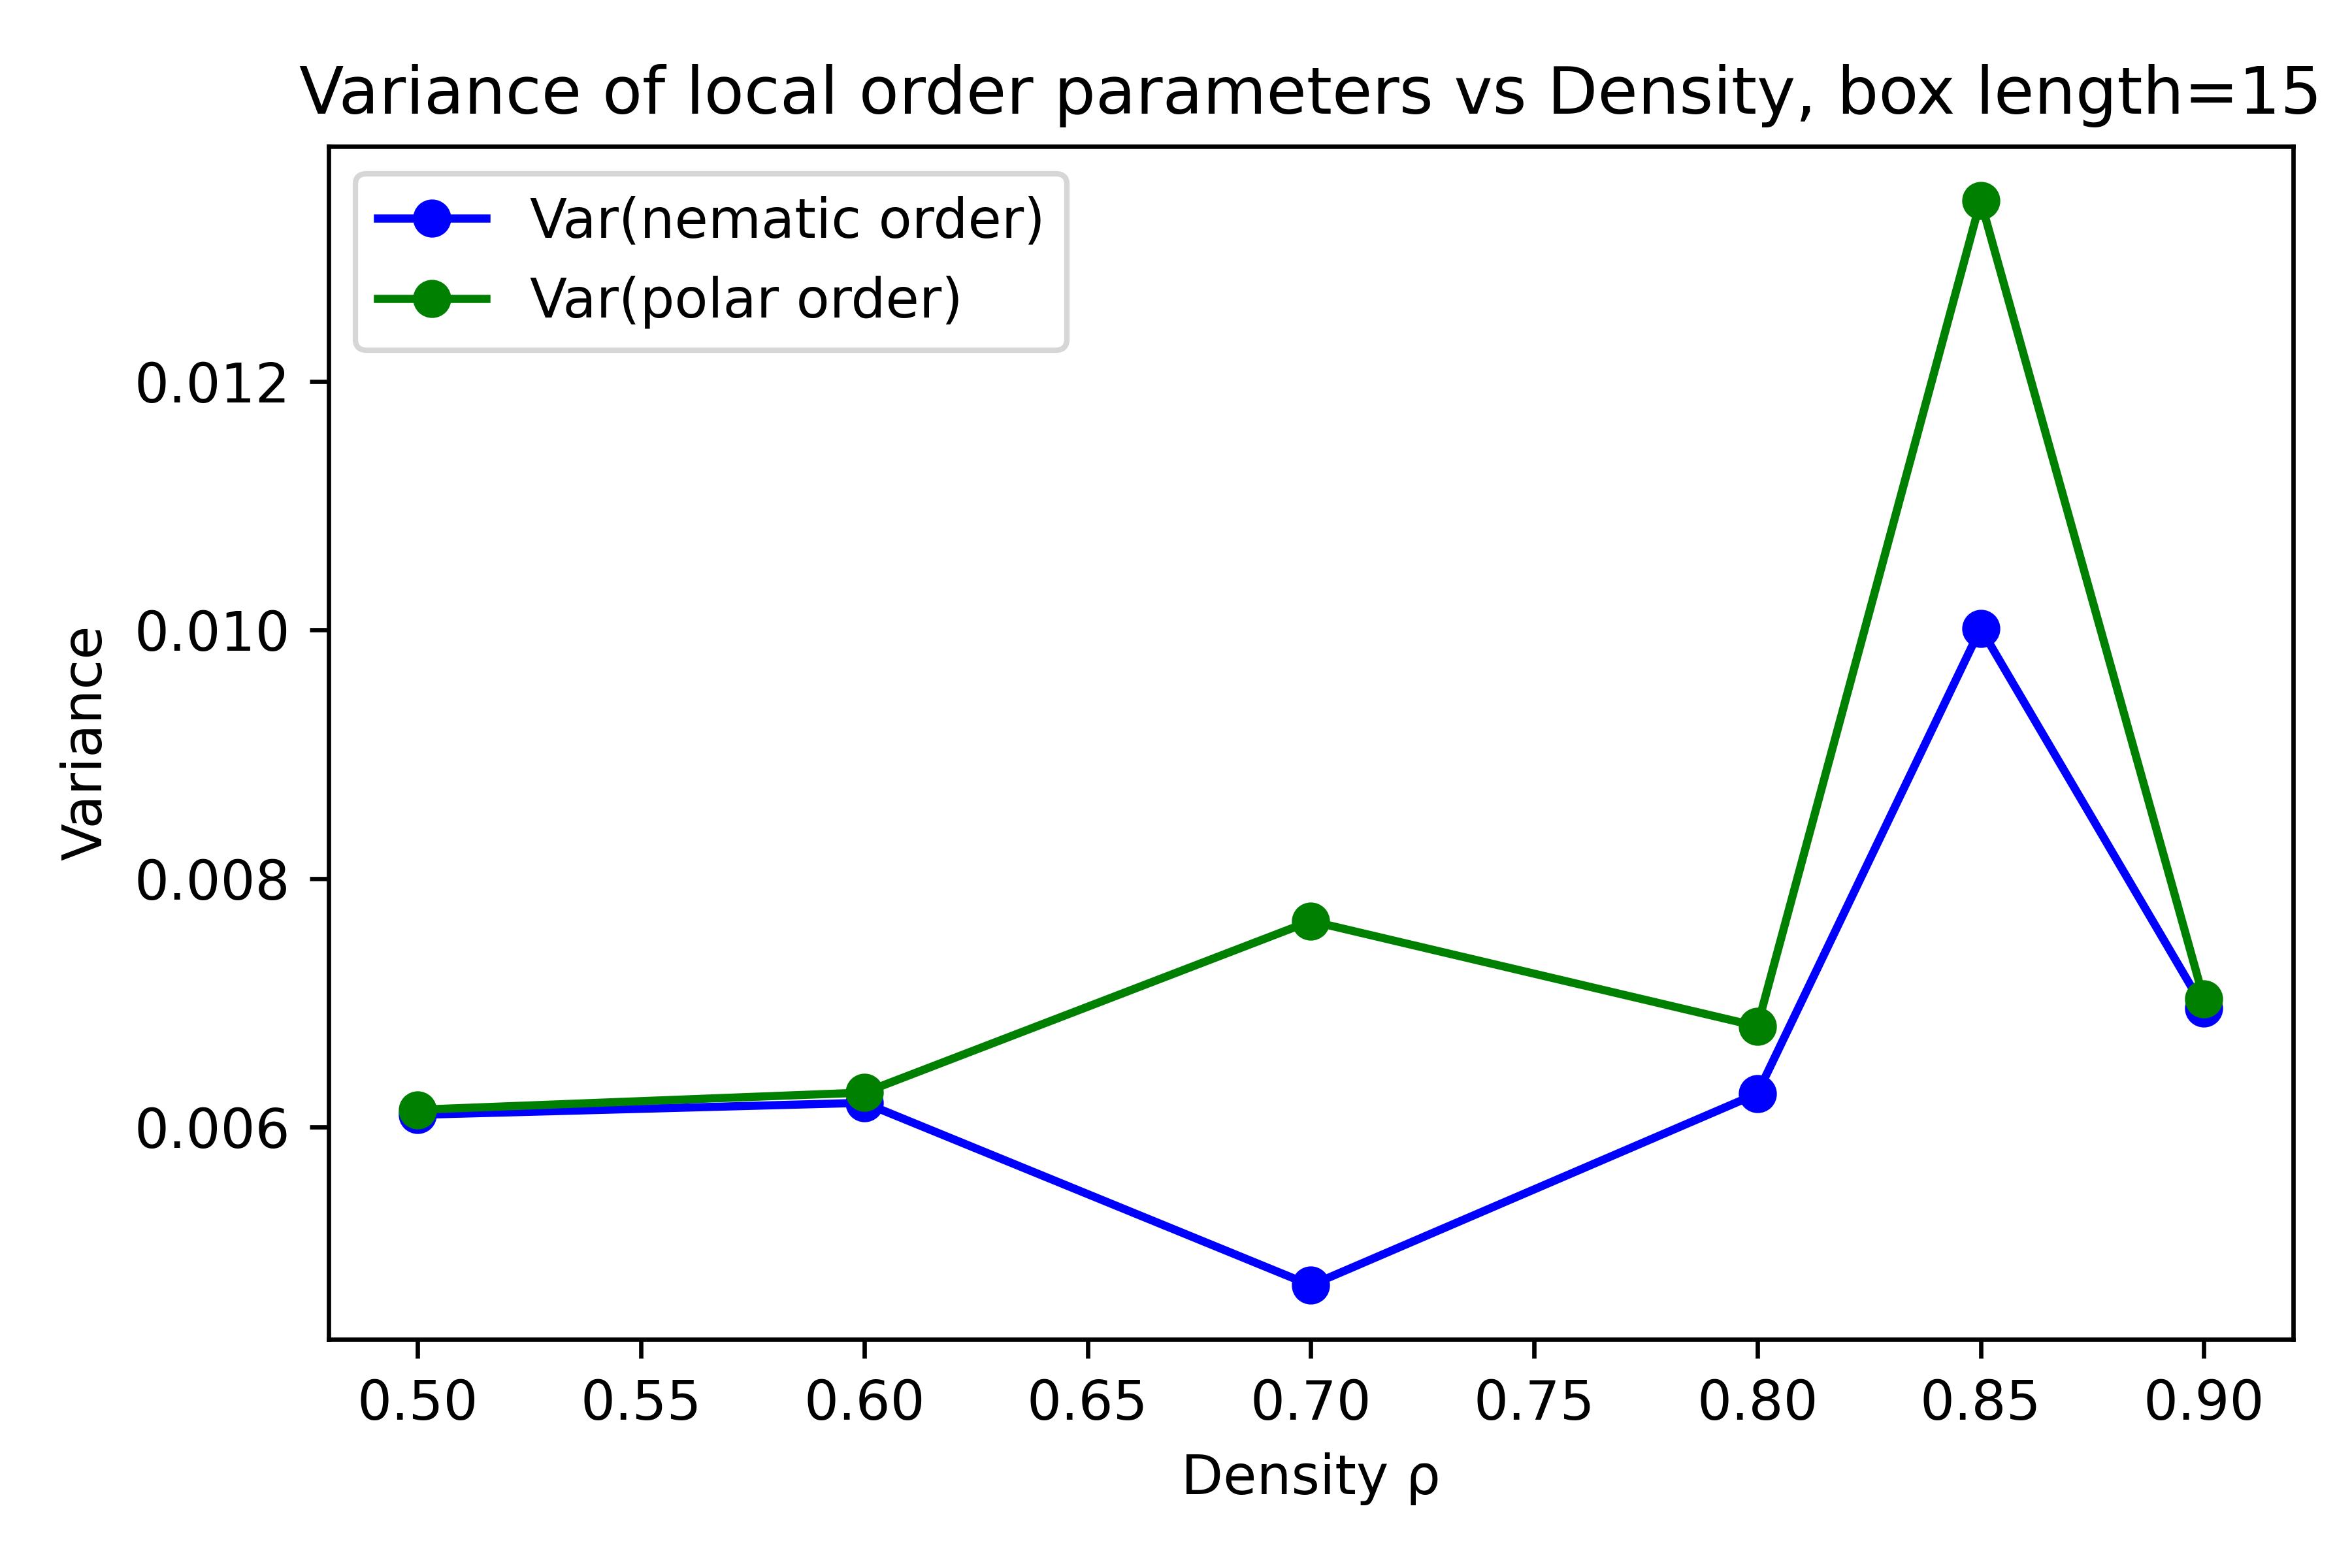 Variance of local order parameters vs Density, box length=15
Var(nematic order)
Var(polar order)
0.012
0.010
0.008
0.006
Variance
0.50 0.55 0.60 0.65 0.70 0.75 0.80 0.85 0.90
Density ρ